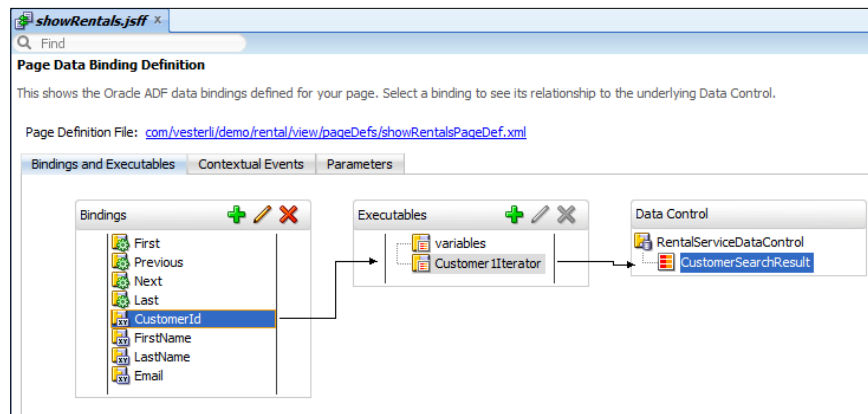 showRentals.jsff x
Find
Page Data Binding Definition
This shows the Oracle ADF data bindings defined for your page. Select a binding to see its relationship to the underlying Data Control.
Page Definition File: com/vesterli/demo/rental/view/pageDefs/showRentalsPageDef.xml
Bindings and Executables Contextual Events Parameters
Bindings
First
Previous
Next
Last
CustomerId
FirstName
LastName
Email
Executables
variables
Customer1Iterator
Data Control
RentalServiceDataControl
CustomerSearchResult